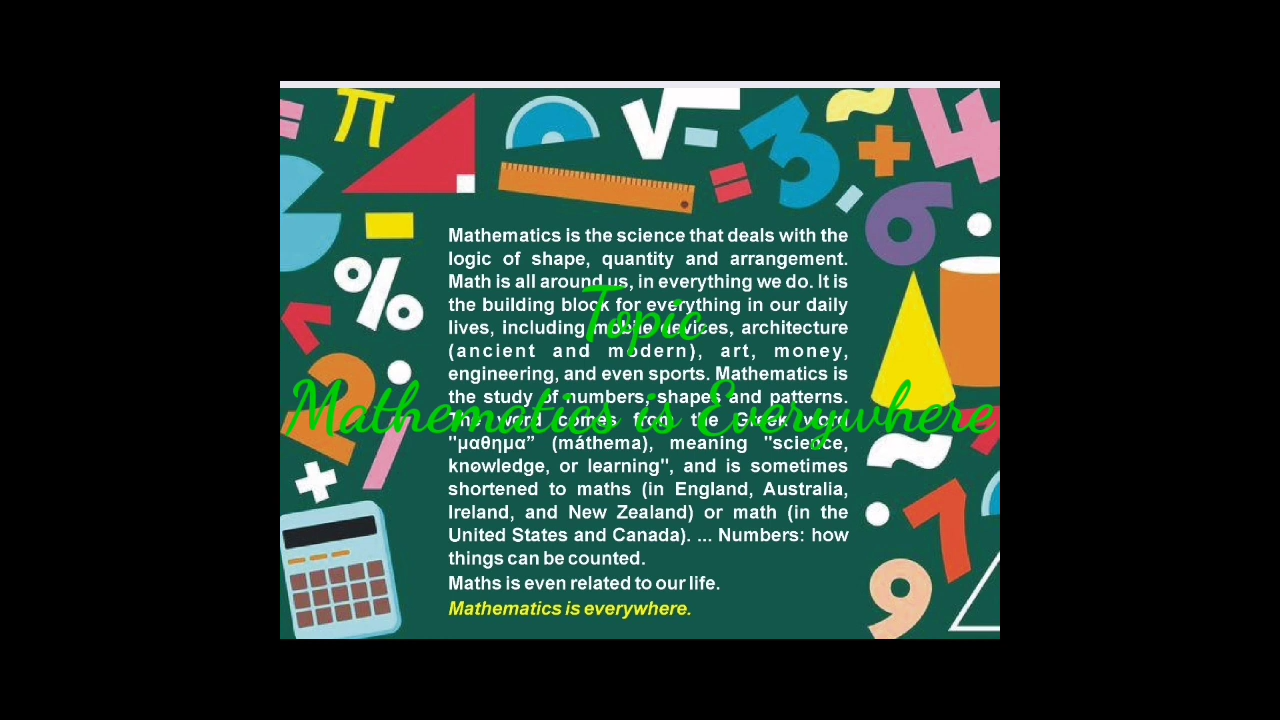 Mathematics is the science that deals with the
logic of shape, quantity and arrangement.
Math is all around us, in everything we do. It is
the building block for everything in our daily
lives, including mobile devices, architecture
(ancient and modern), art, money,
engineering, and even sports. Mathematics is
the study of numbers, shapes and patterns.
The word comes from the Greek word
"μαθημα” (máthema), meaning "science,
knowledge, or learning", and is sometimes
shortened to maths (in England, Australia,
Ireland, and New Zealand) or math (in the
United States and Canada). ... Numbers: how
things can be counted.
Maths is even related to our life.
Mathematics is everywhere.
Topic
Mathematics is Everywhere